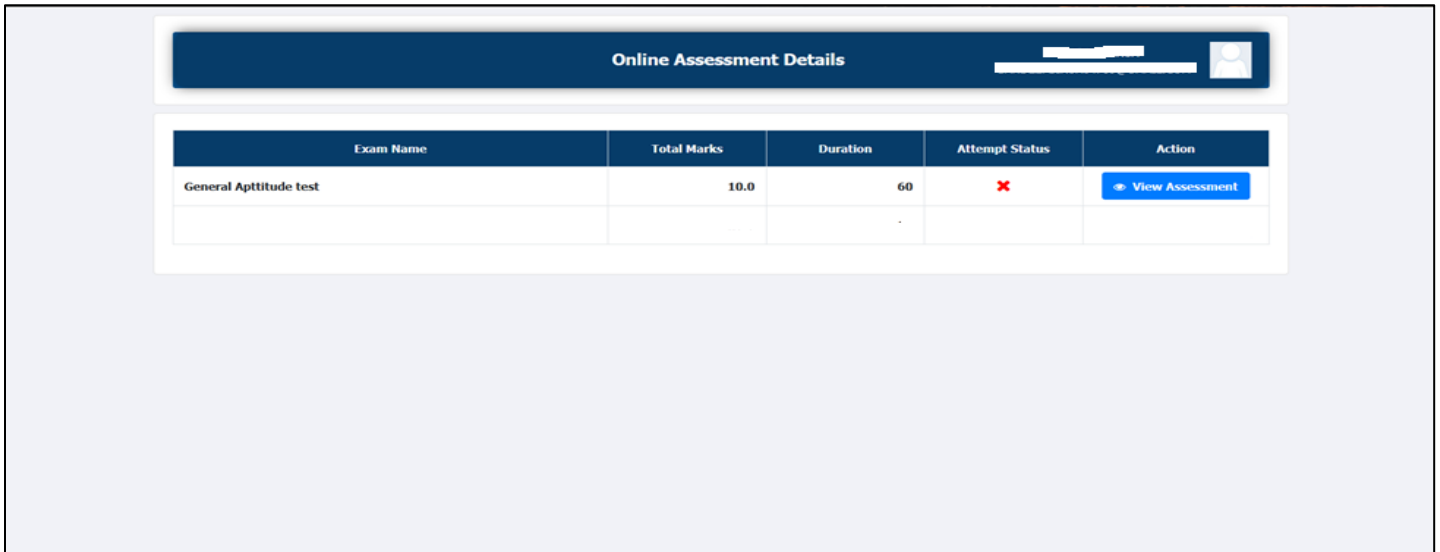 Online Assessment Details
Exam Name Total Marks Duration Attempt Status Action
General Apttitude test 10.0 60 View Assessment